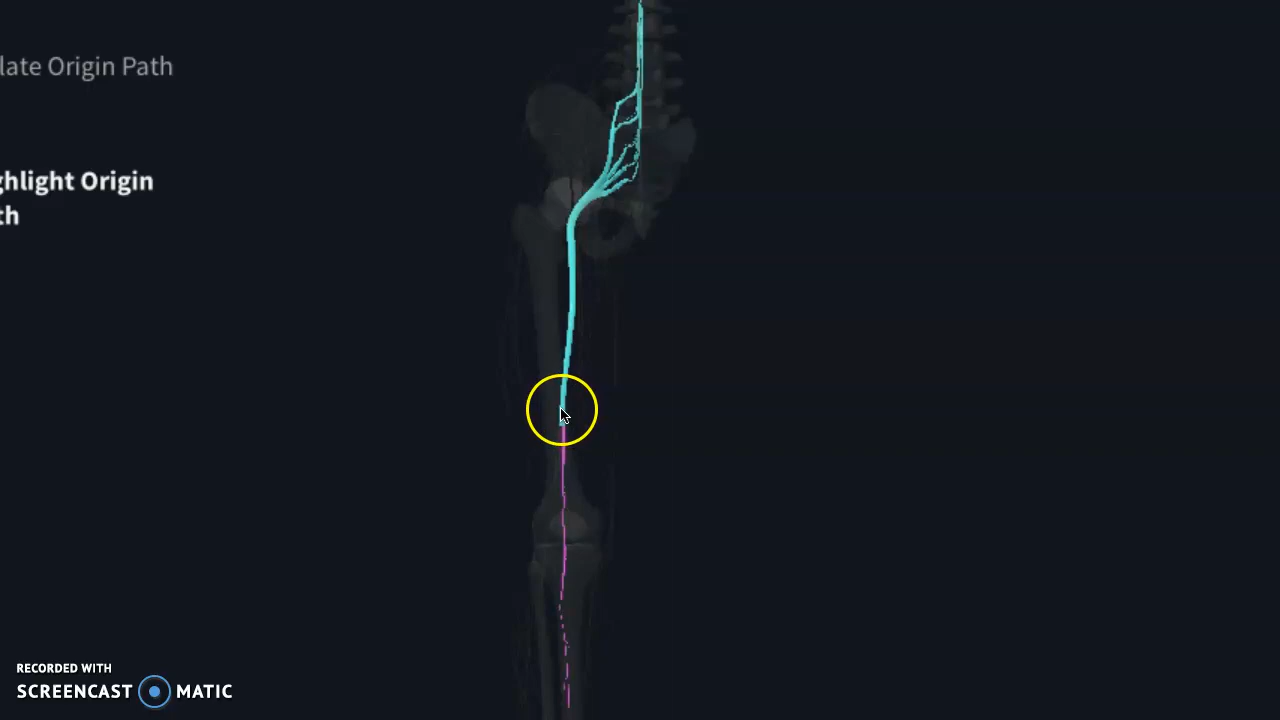 late Origin Path
ghlight Origin
th
RECORDED WITH
SCREENCAST MATIC